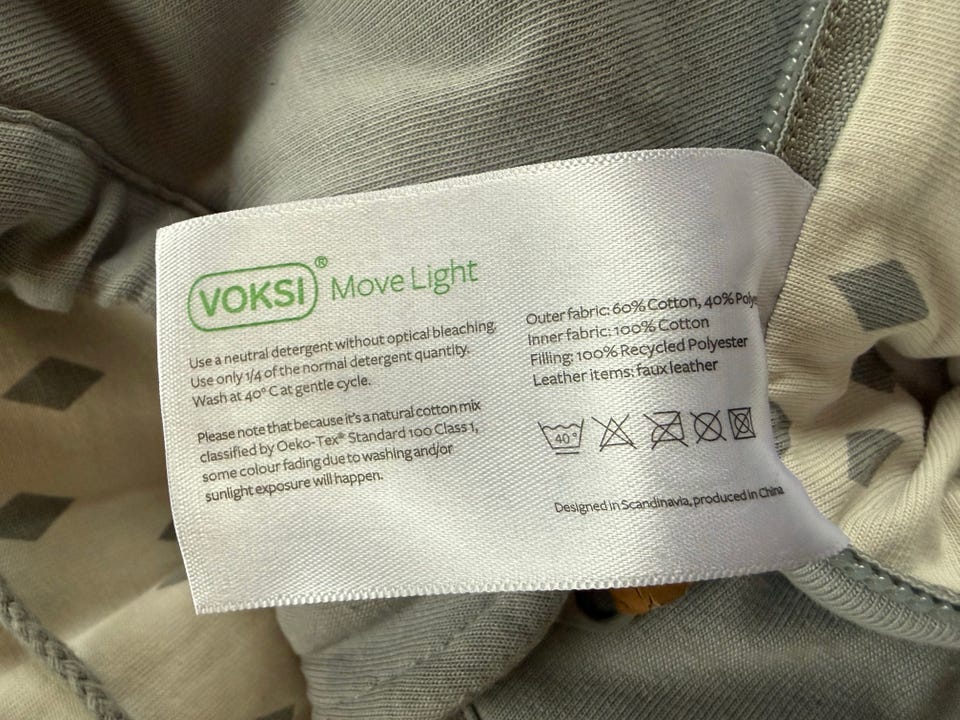 VOKSI® Move Light
Use a neutral detergent without optical bleaching.
Use only 1/4 of the normal detergent quantity.
Wash at 40° C at gentle cycle.
Please note that because it's a natural cotton mix
classified by Oeko-Tex® Standard 100 Class 1,
some colour fading due to washing and/or
sunlight exposure will happen.
Outer fabric: 60% Cotton, 40%
Inner fabric: 100% Cotton
Filling: 100% Recycled Polyester
Leather items: faux leather
40°
Designed in Scandinavia, produced in China